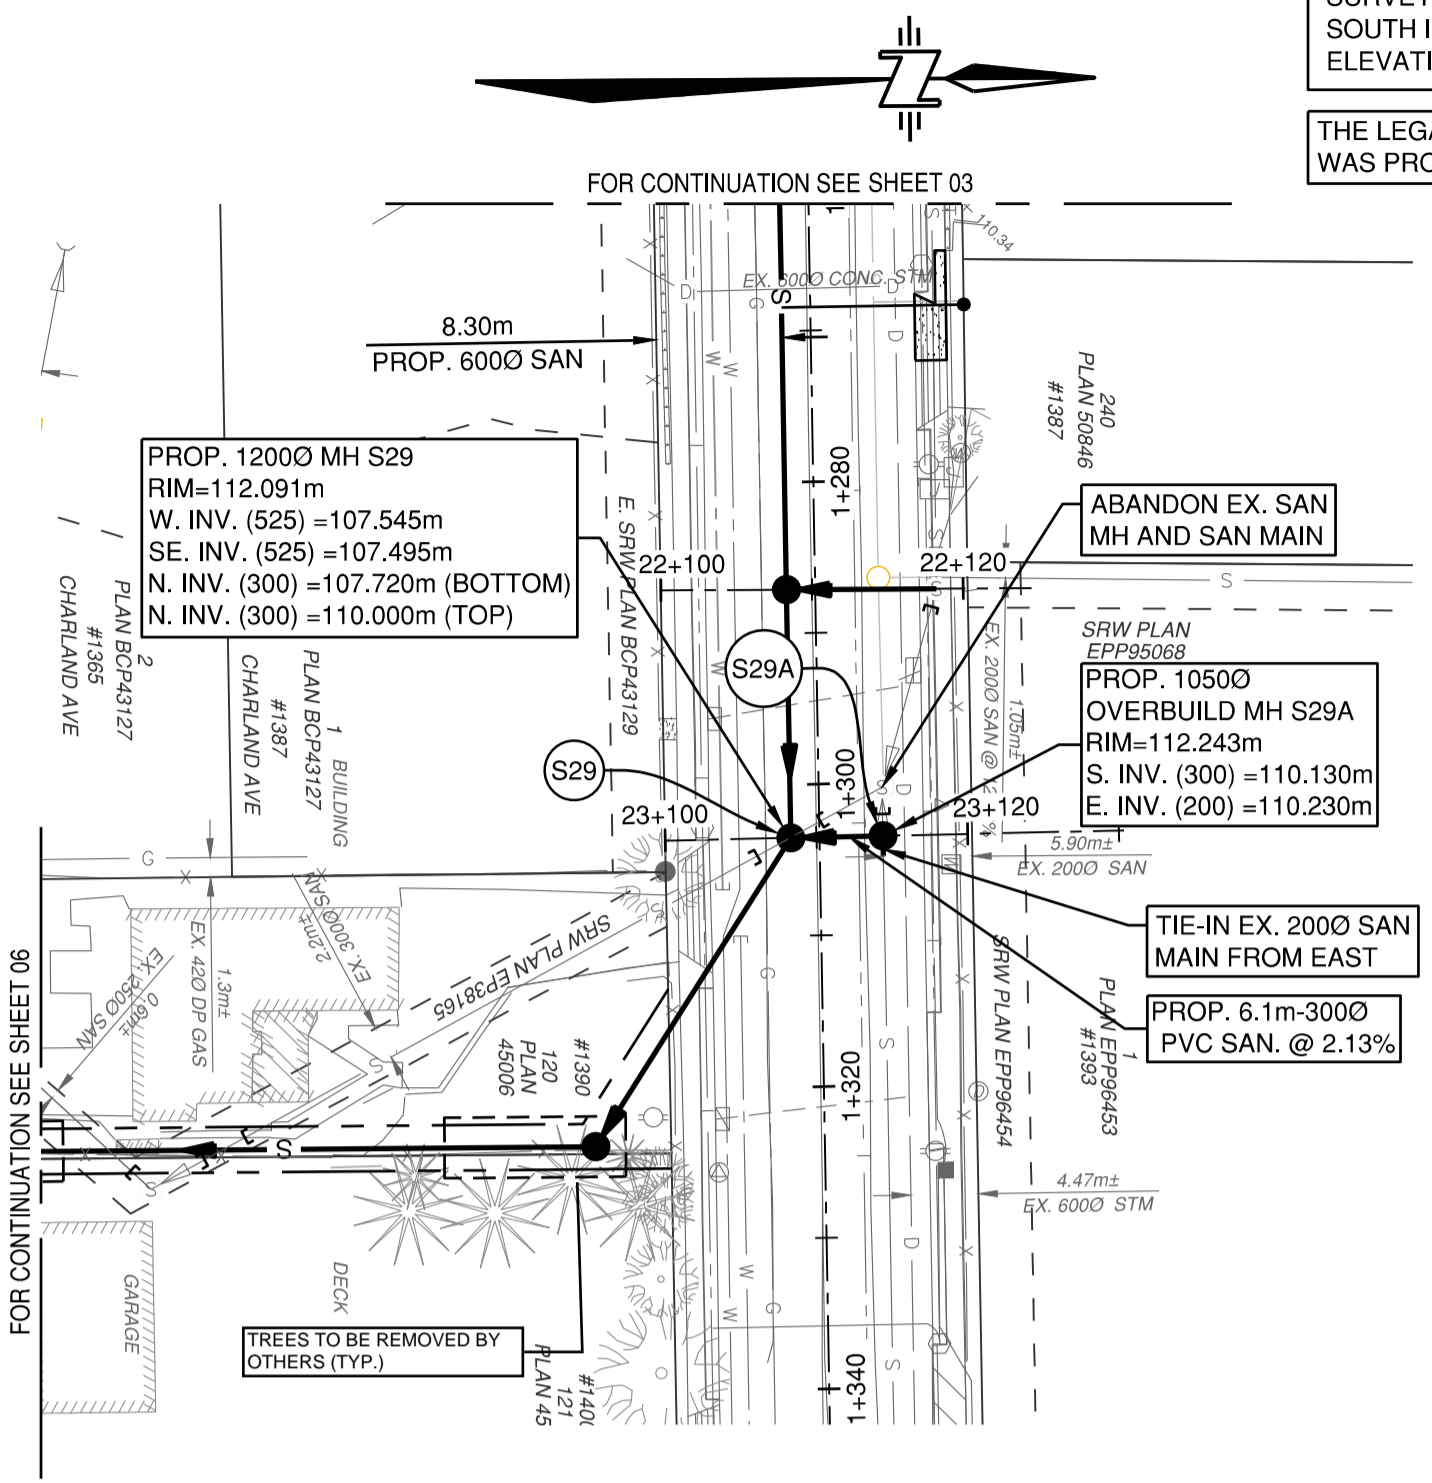 SOUTH I
ELEVATI
THE LEGA
WAS PRO
FOR CONTINUATION SEE SHEET 03
110.34
EX. 600Ø CONC. STM
8.30m
PROP. 600Ø SAN
S
240
PLAN 50846
#1387
PROP. 1200Ø MH S29
RIM=112.091m
W. INV. (525) =107.545m
SE. INV. (525) =107.495m
N. INV. (300) =107.720m (BOTTOM)
N. INV. (300) =110.000m (TOP)
1+280
ABANDON EX. SAN
MH AND SAN MAIN
E. SRW PLAN BCP43129
22+100
22+120
SRW PLAN
EPP95068
2
PLAN BCP43127
#1365
CHARLAND AVE
1 BUILDING
PLAN BCP43127
#1387
CHARLAND AVE
S29A
EX. 200Ø SAN @
1.05m±
PROP. 1050Ø
OVERBUILD MH S29A
RIM=112.243m
S. INV. (300) =110.130m
E. INV. (200) =110.230m
S29
1+300
23+100
23+120
5.90m±
EX. 200Ø SAN
TIE-IN EX. 200Ø SAN
MAIN FROM EAST
PROP. 6.1m-300Ø
PVC SAN. @ 2.13%
G
EX. 300Ø SAN
2.2m±
SRW PLAN EP38165
1.3m±
EX. 42Ø DP GAS
EX. 250Ø SAN
0.6m±
FOR CONTINUATION SEE SHEET 06
#1390
120
PLAN
45006
SRW PLAN EPP96454
1
PLAN EPP96453
#1393
1+320
S
4.47m±
EX. 600Ø STM
GARAGE
DECK
TREES TO BE REMOVED BY
OTHERS (TYP.)
#140
121
PLAN 45
1+340